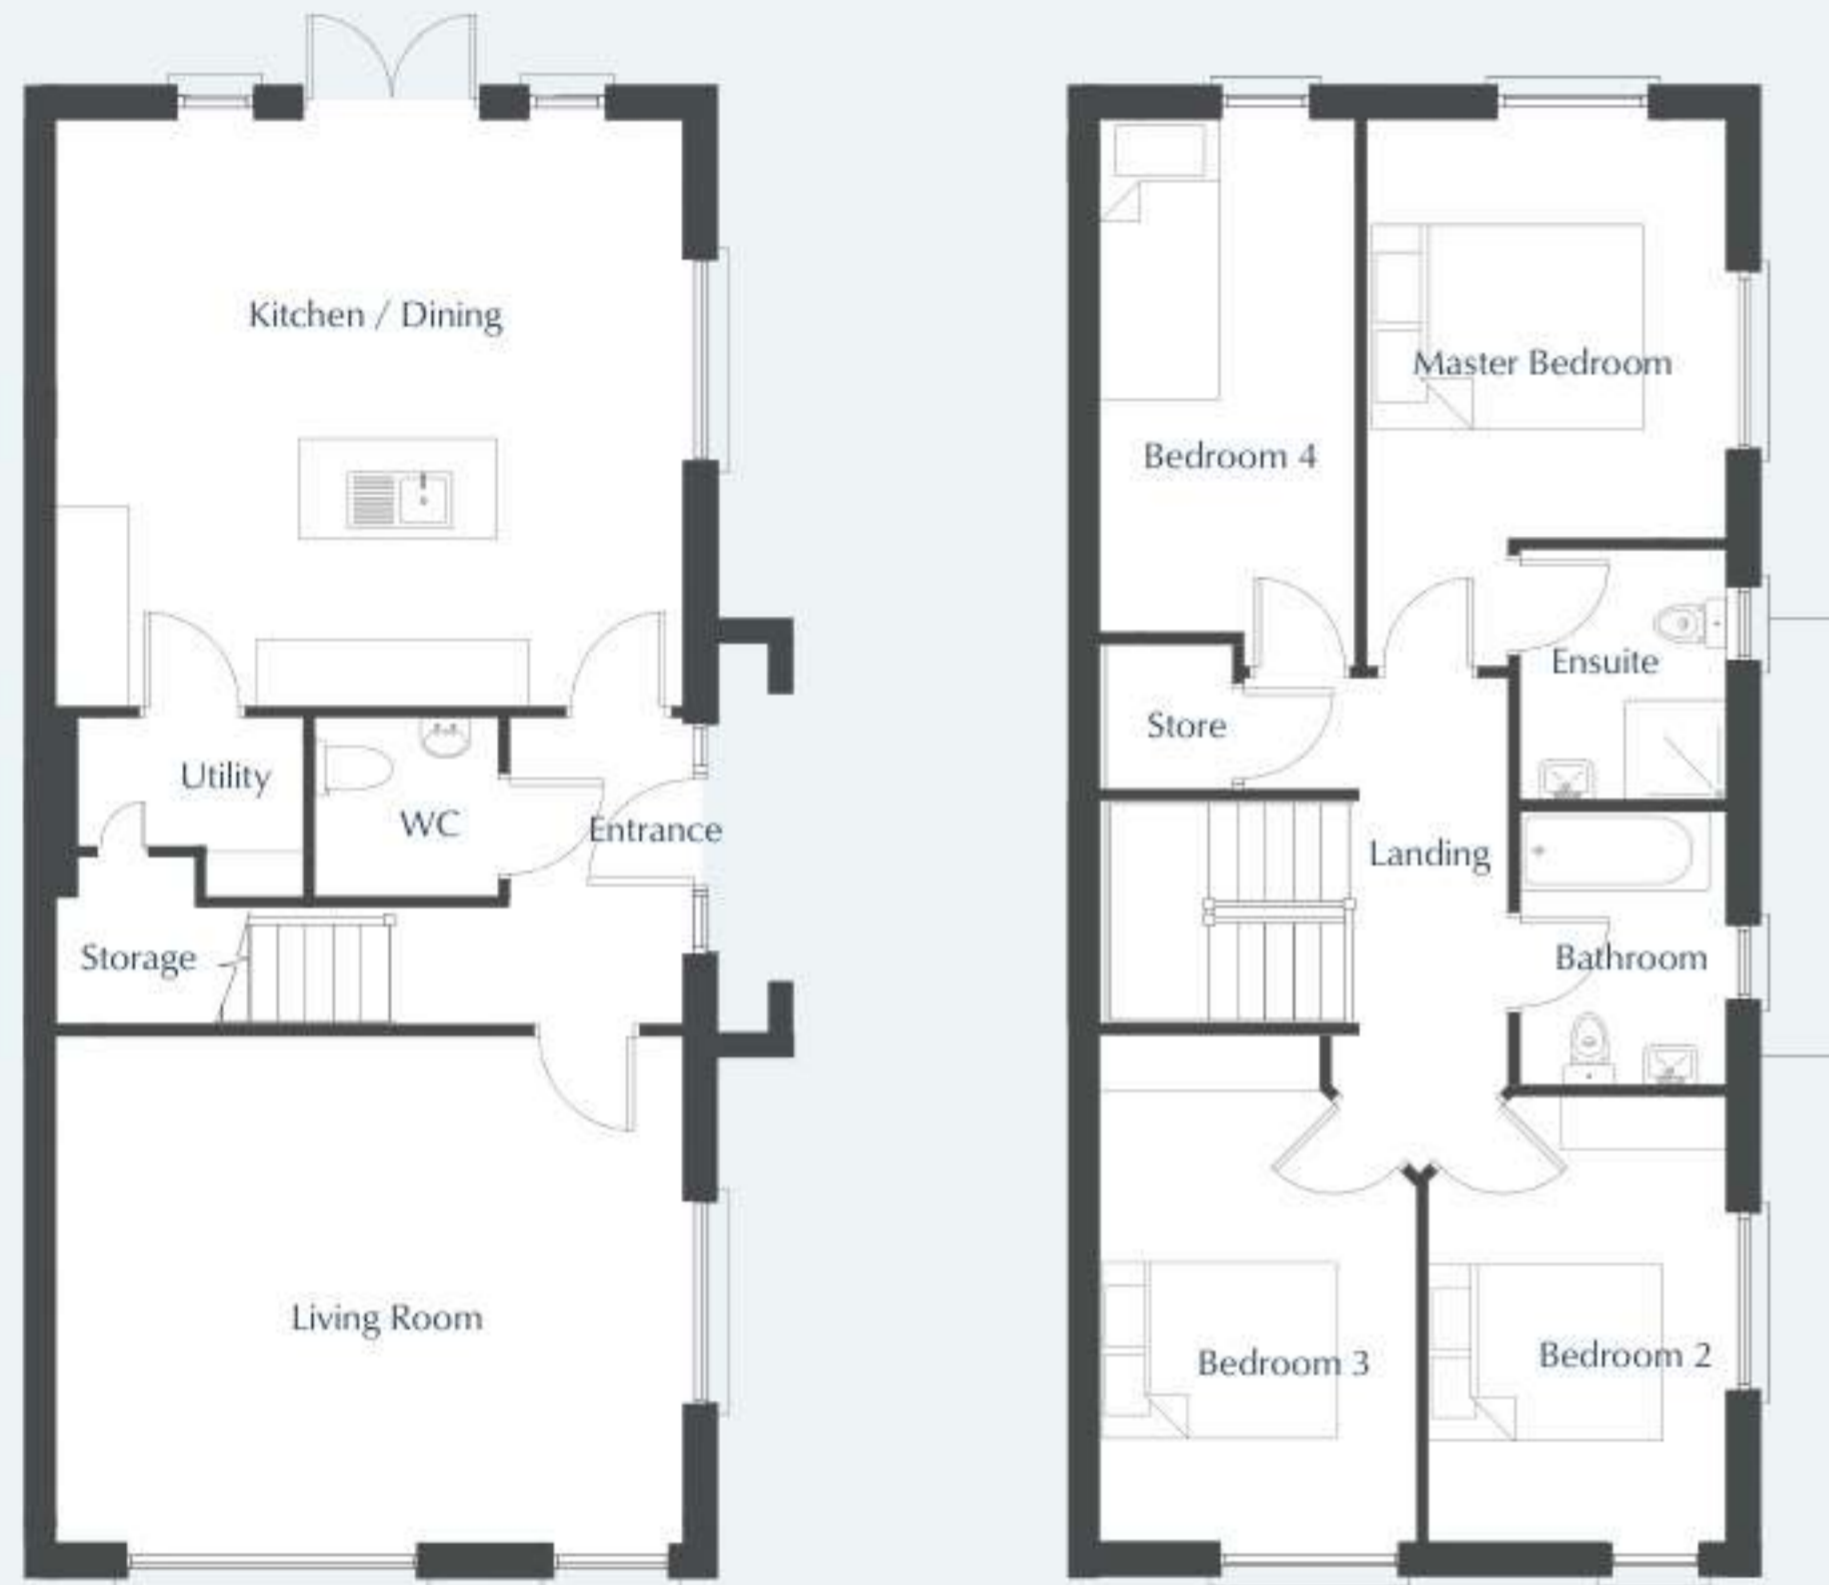 Kitchen / Dining
Utility
WC
Entrance
Storage
Living Room
Master Bedroom
Bedroom 4
Ensuite
Store
Landing
Bathroom
Bedroom 3
Bedroom 2